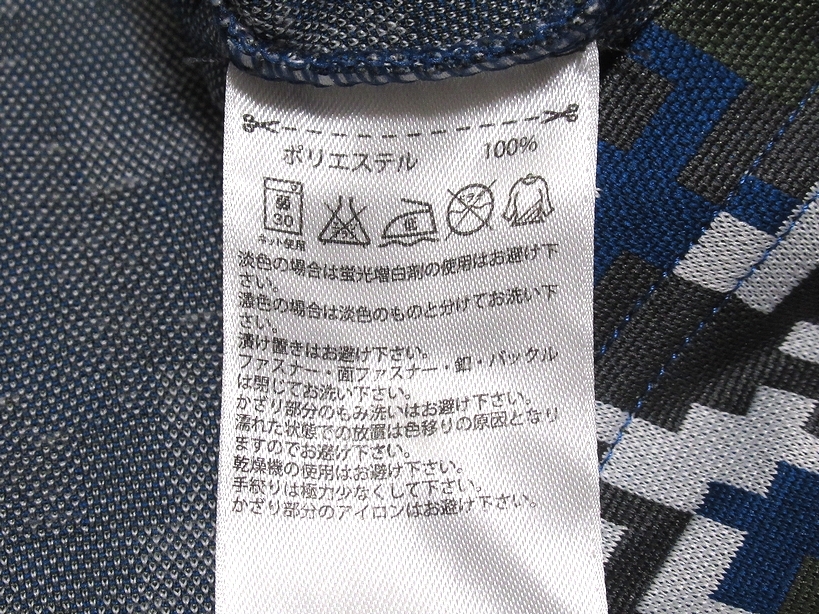 ポリエステル 100%
弱
30
ネット使用
低
淡色の場合は蛍光増白剤の使用はお避け下
さい。
濃色の場合は淡色のものと分けてお洗い下
さい。
漬け置きはお避け下さい。
ファスナー・面ファスナー・釦・バックル
は閉じてお洗い下さい。
かざり部分のもみ洗いはお避け下さい。
濡れた状態での放置は色移りの原因となり
ますのでお避け下さい。
乾燥機の使用はお避け下さい。
手絞りは極力少なくして下さい。
かざり部分のアイロンはお避け下さい。